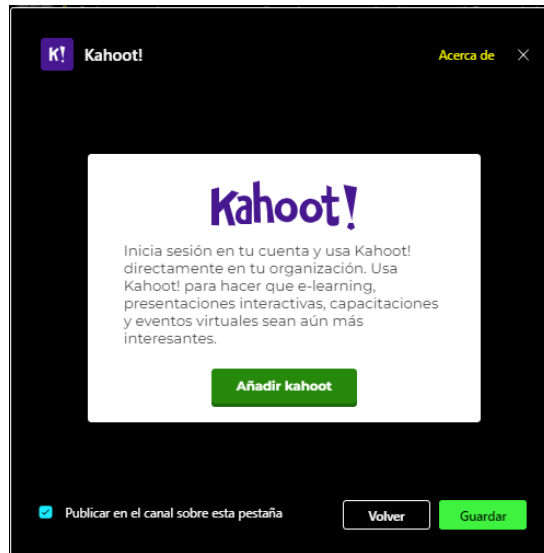 K!
Kahoot!
Acerca de
Kahoot!
Inicia sesión en tu cuenta y usa Kahoot!
directamente en tu organización. Usa
Kahoot! para hacer que e-learning,
presentaciones interactivas, capacitaciones
y eventos virtuales sean aún más
interesantes.
Añadir kahoot
Publicar en el canal sobre esta pestaña
Volver
Guardar